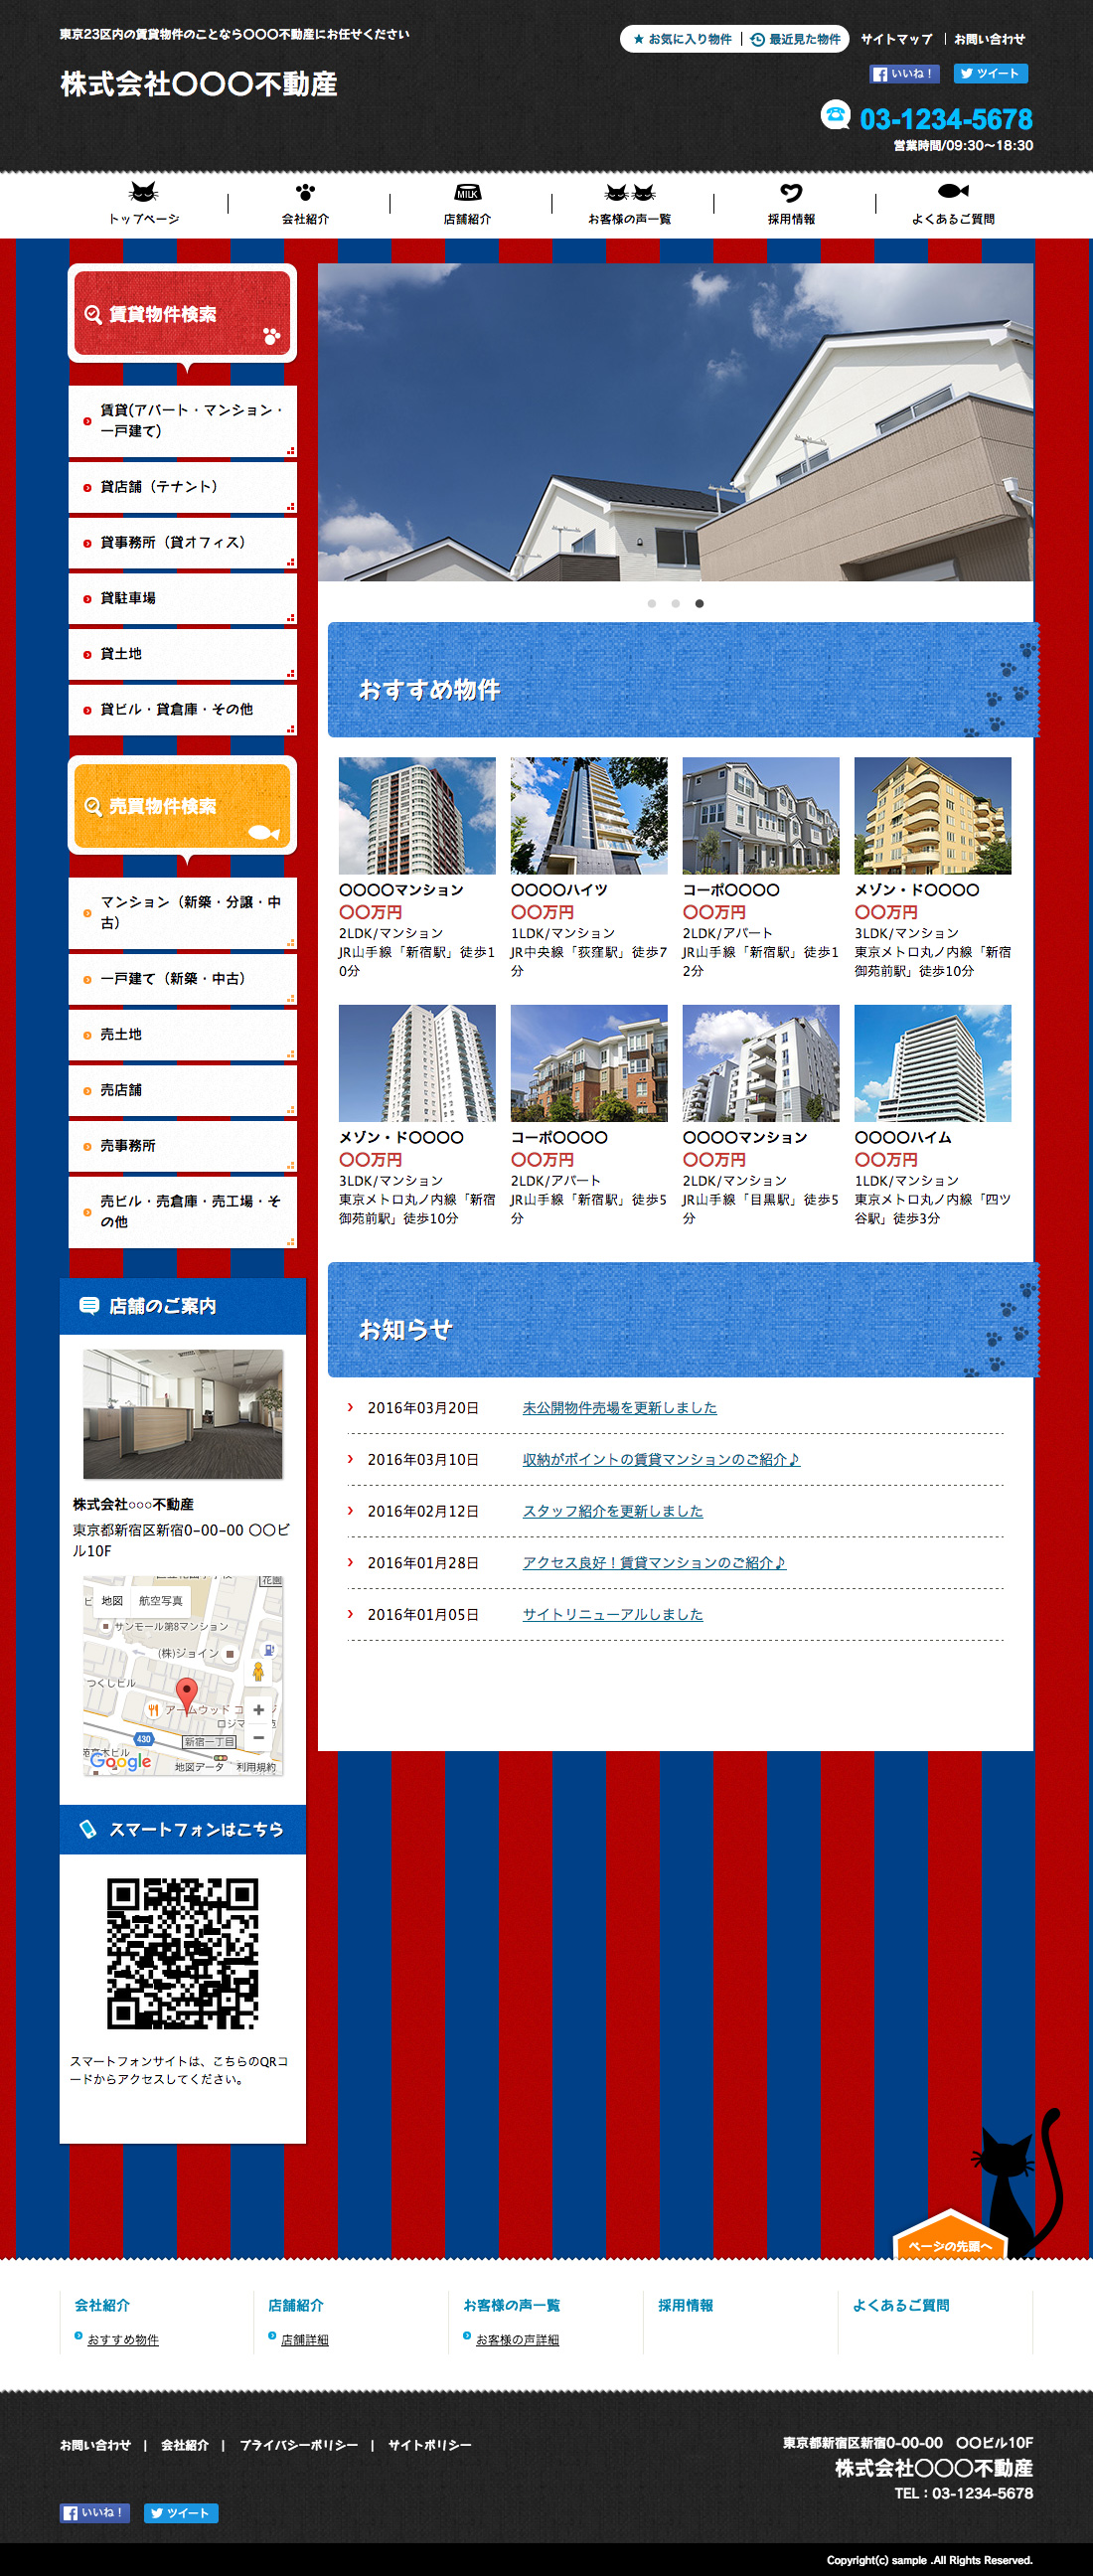 東京23区内の賃貸物件のことなら〇〇〇不動産にお任せください
お気に入り物件
最近見た物件
サイトマップ
お問い合わせ
株式会社〇〇〇不動産
いいね！
ツイート
03-1234-5678
営業時間/09:30〜18:30
トップページ
会社紹介
MILK
店舗紹介
お客様の声一覧
採用情報
よくあるご質問
賃貸物件検索
賃貸(アパート・マンション・
一戸建て)
貸店舗（テナント）
貸事務所（貸オフィス）
貸駐車場
貸土地
貸ビル・貸倉庫・その他
売買物件検索
マンション（新築・分譲・中
古）
一戸建て（新築・中古）
売土地
売店舗
売事務所
売ビル・売倉庫・売工場・そ
の他
店舗のご案内
株式会社○○○不動産
東京都新宿区新宿0-00-00 〇〇ビ
ル10F
地図
航空写真
サンモール第8マンション
(株)ジョイン
つくしビル
アームウッド コ
ロジマ
430
新宿一丁目
Google
地図データ
利用規約
スマートフォンはこちら
スマートフォンサイトは、こちらのQRコ
ードからアクセスしてください。
おすすめ物件
〇〇〇〇マンション
〇〇万円
2LDK/マンション
JR山手線「新宿駅」徒歩1
0分
〇〇〇〇ハイツ
〇〇万円
1LDK/マンション
JR中央線「荻窪駅」徒歩7
分
コーポ〇〇〇〇
〇〇万円
2LDK/アパート
JR山手線「新宿駅」徒歩1
2分
メゾン・ド〇〇〇〇
〇〇万円
3LDK/マンション
東京メトロ丸ノ内線「新宿
御苑前駅」徒歩10分
メゾン・ド〇〇〇〇
〇〇万円
3LDK/マンション
東京メトロ丸ノ内線「新宿
御苑前駅」徒歩10分
コーポ〇〇〇〇
〇〇万円
2LDK/アパート
JR山手線「新宿駅」徒歩5
分
〇〇〇〇マンション
〇〇万円
2LDK/マンション
JR山手線「目黒駅」徒歩5
分
〇〇〇〇ハイム
〇〇万円
1LDK/マンション
東京メトロ丸ノ内線「四ツ
谷駅」徒歩3分
お知らせ
2016年03月20日 未公開物件売場を更新しました
2016年03月10日 収納がポイントの賃貸マンションのご紹介♪
2016年02月12日 スタッフ紹介を更新しました
2016年01月28日 アクセス良好！賃貸マンションのご紹介♪
2016年01月05日 サイトリニューアルしました
ページの先頭へ
会社紹介
おすすめ物件
店舗紹介
店舗詳細
お客様の声一覧
お客様の声詳細
採用情報
よくあるご質問
お問い合わせ | 会社紹介 | プライバシーポリシー | サイトポリシー
東京都新宿区新宿0-00-00　〇〇ビル10F
株式会社〇〇〇不動産
TEL：03-1234-5678
いいね！
ツイート
Copyright(c) sample .All Rights Reserved.